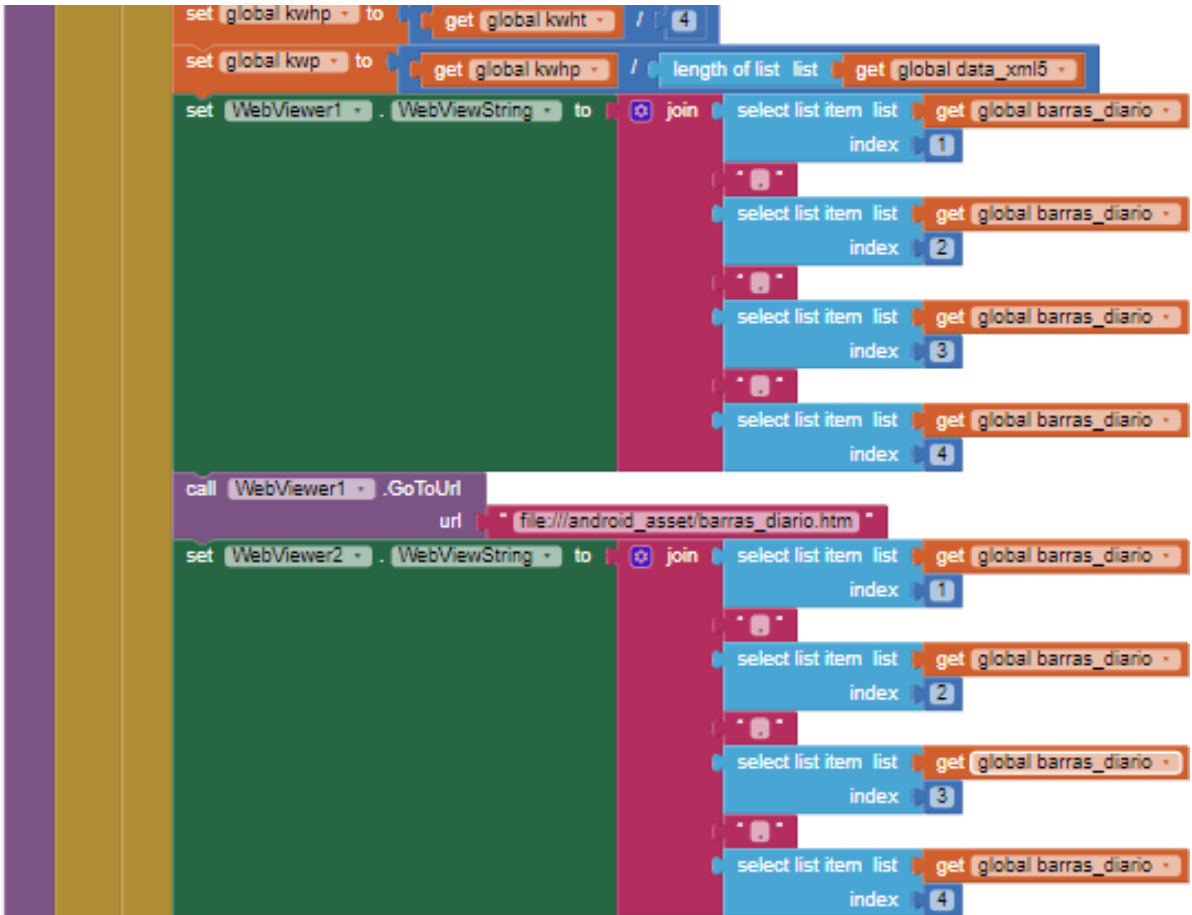 set global kwhp to get global kwht / 4
set global kwp to get global kwhp / length of list list get global data_xml5
set WebViewer1 . WebViewString to join select list item list get global barras_diario
index 1
" , "
select list item list get global barras_diario
index 2
" , "
select list item list get global barras_diario
index 3
" , "
select list item list get global barras_diario
index 4
call WebViewer1 .GoToUrl
url " file:///android_asset/barras_diario.htm "
set WebViewer2 . WebViewString to join select list item list get global barras_diario
index 1
" , "
select list item list get global barras_diario
index 2
" , "
select list item list get global barras_diario
index 3
" , "
select list item list get global barras_diario
index 4